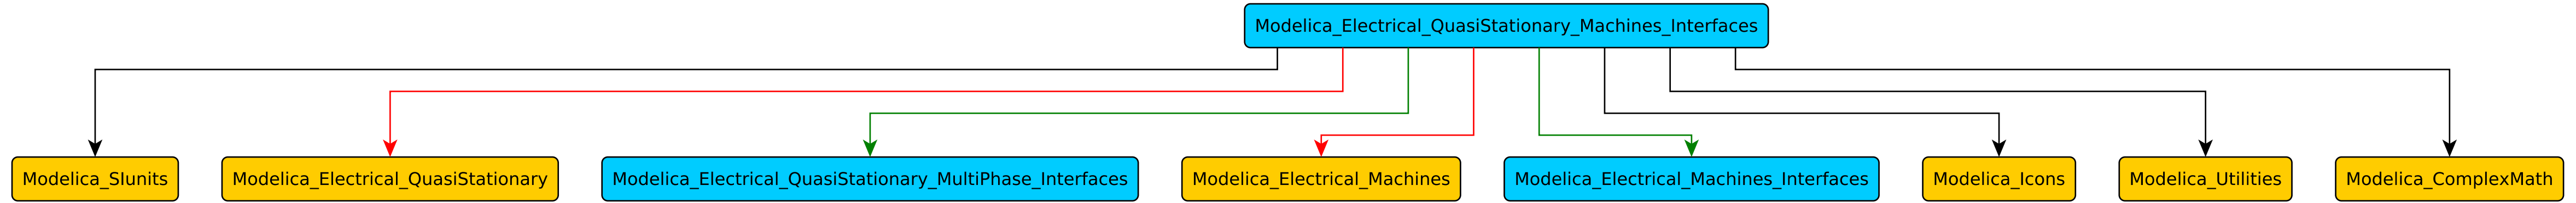 Modelica_Electrical_QuasiStationary_Machines_Interfaces
Modelica_SIunits
Modelica_Electrical_QuasiStationary
Modelica_Electrical_QuasiStationary_MultiPhase_Interfaces
Modelica_Electrical_Machines
Modelica_Electrical_Machines_Interfaces
Modelica_Icons
Modelica_Utilities
Modelica_ComplexMath